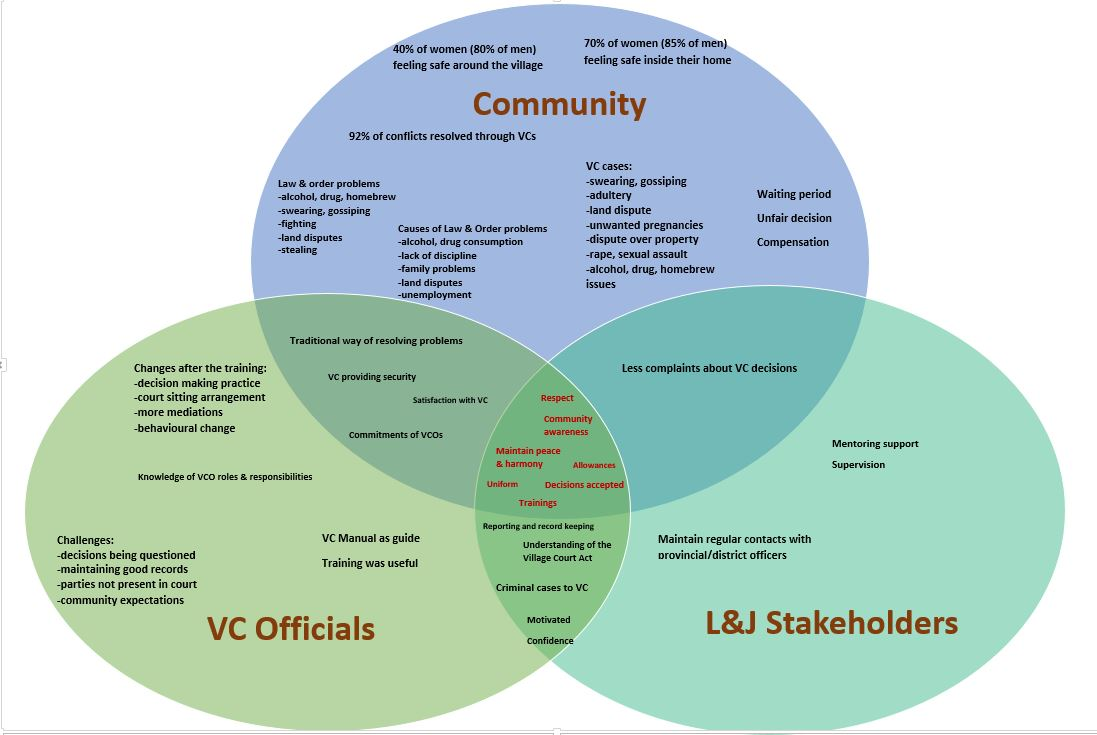 40% of women (80% of men)
feeling safe around the village
70% of women (85% of men)
feeling safe inside their home
Community
92% of conflicts resolved through VCs
Law & order problems
-alcohol, drug, homebrew
-swearing, gossiping
-fighting
-land disputes
-stealing
Causes of Law & Order problems
-alcohol, drug consumption
-lack of discipline
-family problems
-land disputes
-unemployment
VC cases:
-swearing, gossiping
-adultery
-land dispute
-unwanted pregnancies
-dispute over property
-rape, sexual assault
-alcohol, drug, homebrew
issues
Waiting period
Unfair decision
Compensation
Traditional way of resolving problems
VC providing security
Satisfaction with VC
Commitments of VCOs
Less complaints about VC decisions
Respect
Community
awareness
Maintain peace
& harmony
Allowances
Uniform
Decisions accepted
Trainings
Changes after the training:
-decision making practice
-court sitting arrangement
-more mediations
-behavioural change
Knowledge of VCO roles & responsibilities
Challenges:
-decisions being questioned
-maintaining good records
-parties not present in court
-community expectations
VC Manual as guide
Training was useful
VC Officials
Reporting and record keeping
Understanding of the
Village Court Act
Criminal cases to VC
Motivated
Confidence
Mentoring support
Supervision
Maintain regular contacts with
provincial/district officers
L&J Stakeholders